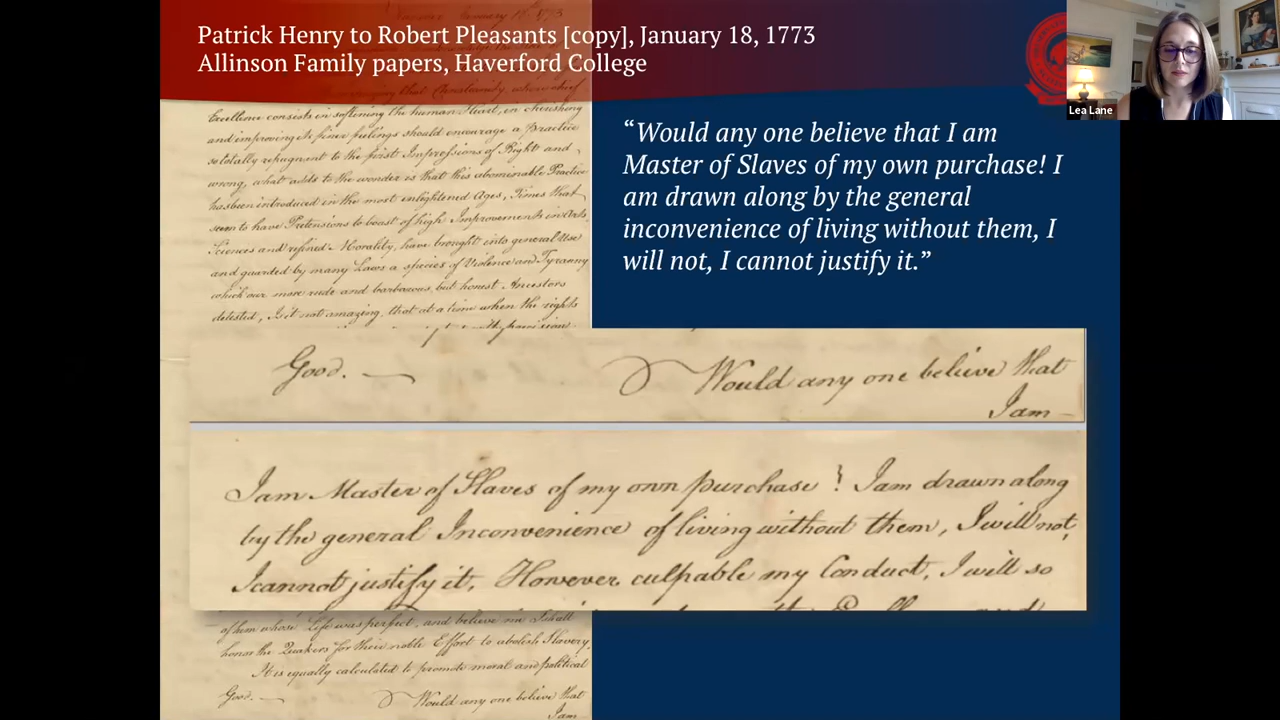 Patrick Henry to Robert Pleasants [copy], January 18, 1773
Allinson Family papers, Haverford College
Lea Lane
that Christianity, whose chief
Excellence consists in softening the human Heart, in cherishing
and improving its finer feelings should encourage a Practice
so totally repugnant to the first Impressions of Right and
wrong, what adds to the wonder is that this abominable Practice
has been introduced in the most enlightened Ages, Times that
seem to have Pretensions to boast of high Improvements in Arts,
Sciences and refined Morality, have brought into general Use
and guarded by many Laws a species of Violence and Tyranny
which our more rude and barbarous, but honest Ancestors
detested, Is it not amazing, that at a time when the rights
“Would any one believe that I am
Master of Slaves of my own purchase! I
am drawn along by the general
inconvenience of living without them, I
will not, I cannot justify it.”
Good. Would any one believe that
I am
I am Master of Slaves of my own purchase! I am drawn along
by the general Inconvenience of living without them, I will not,
I cannot justify it. However culpable my Conduct, I will so
of them whose Life was perfect, and believe me I shall
honor the Quakers for their noble Effort to abolish Slavery,
It is equally calculated to promote moral and political
Good. Would any one believe that
I am